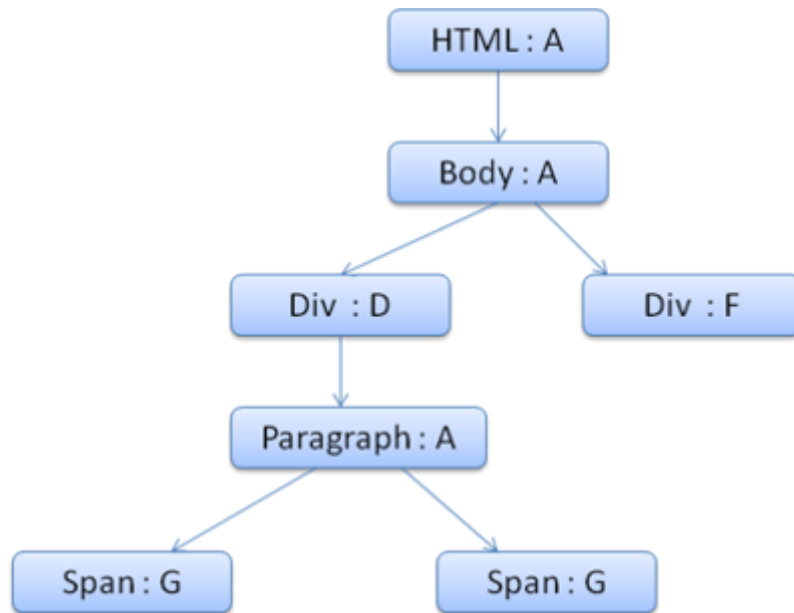 HTML : A
Body : A
Div : D
Div : F
Paragraph : A
Span : G
Span : G